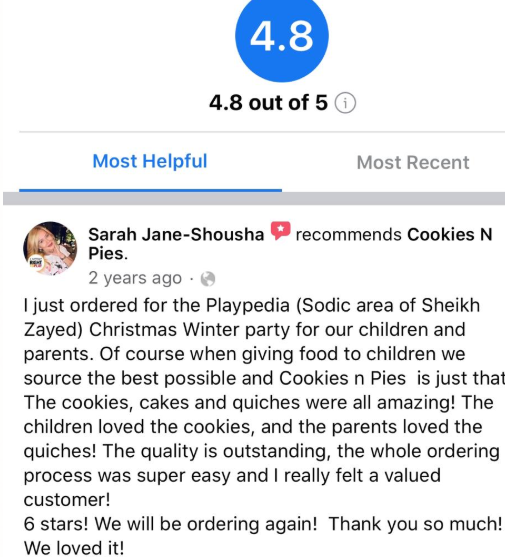 4.8
4.8 out of 5
Most Helpful
Most Recent
Sarah Jane-Shousha recommends Cookies N
Pies.
2 years ago ·
I just ordered for the Playpedia (Sodic area of Sheikh
Zayed) Christmas Winter party for our children and
parents. Of course when giving food to children we
source the best possible and Cookies n Pies is just that
The cookies, cakes and quiches were all amazing! The
children loved the cookies, and the parents loved the
quiches! The quality is outstanding, the whole ordering
process was super easy and I really felt a valued
customer!
6 stars! We will be ordering again! Thank you so much!
We loved it!